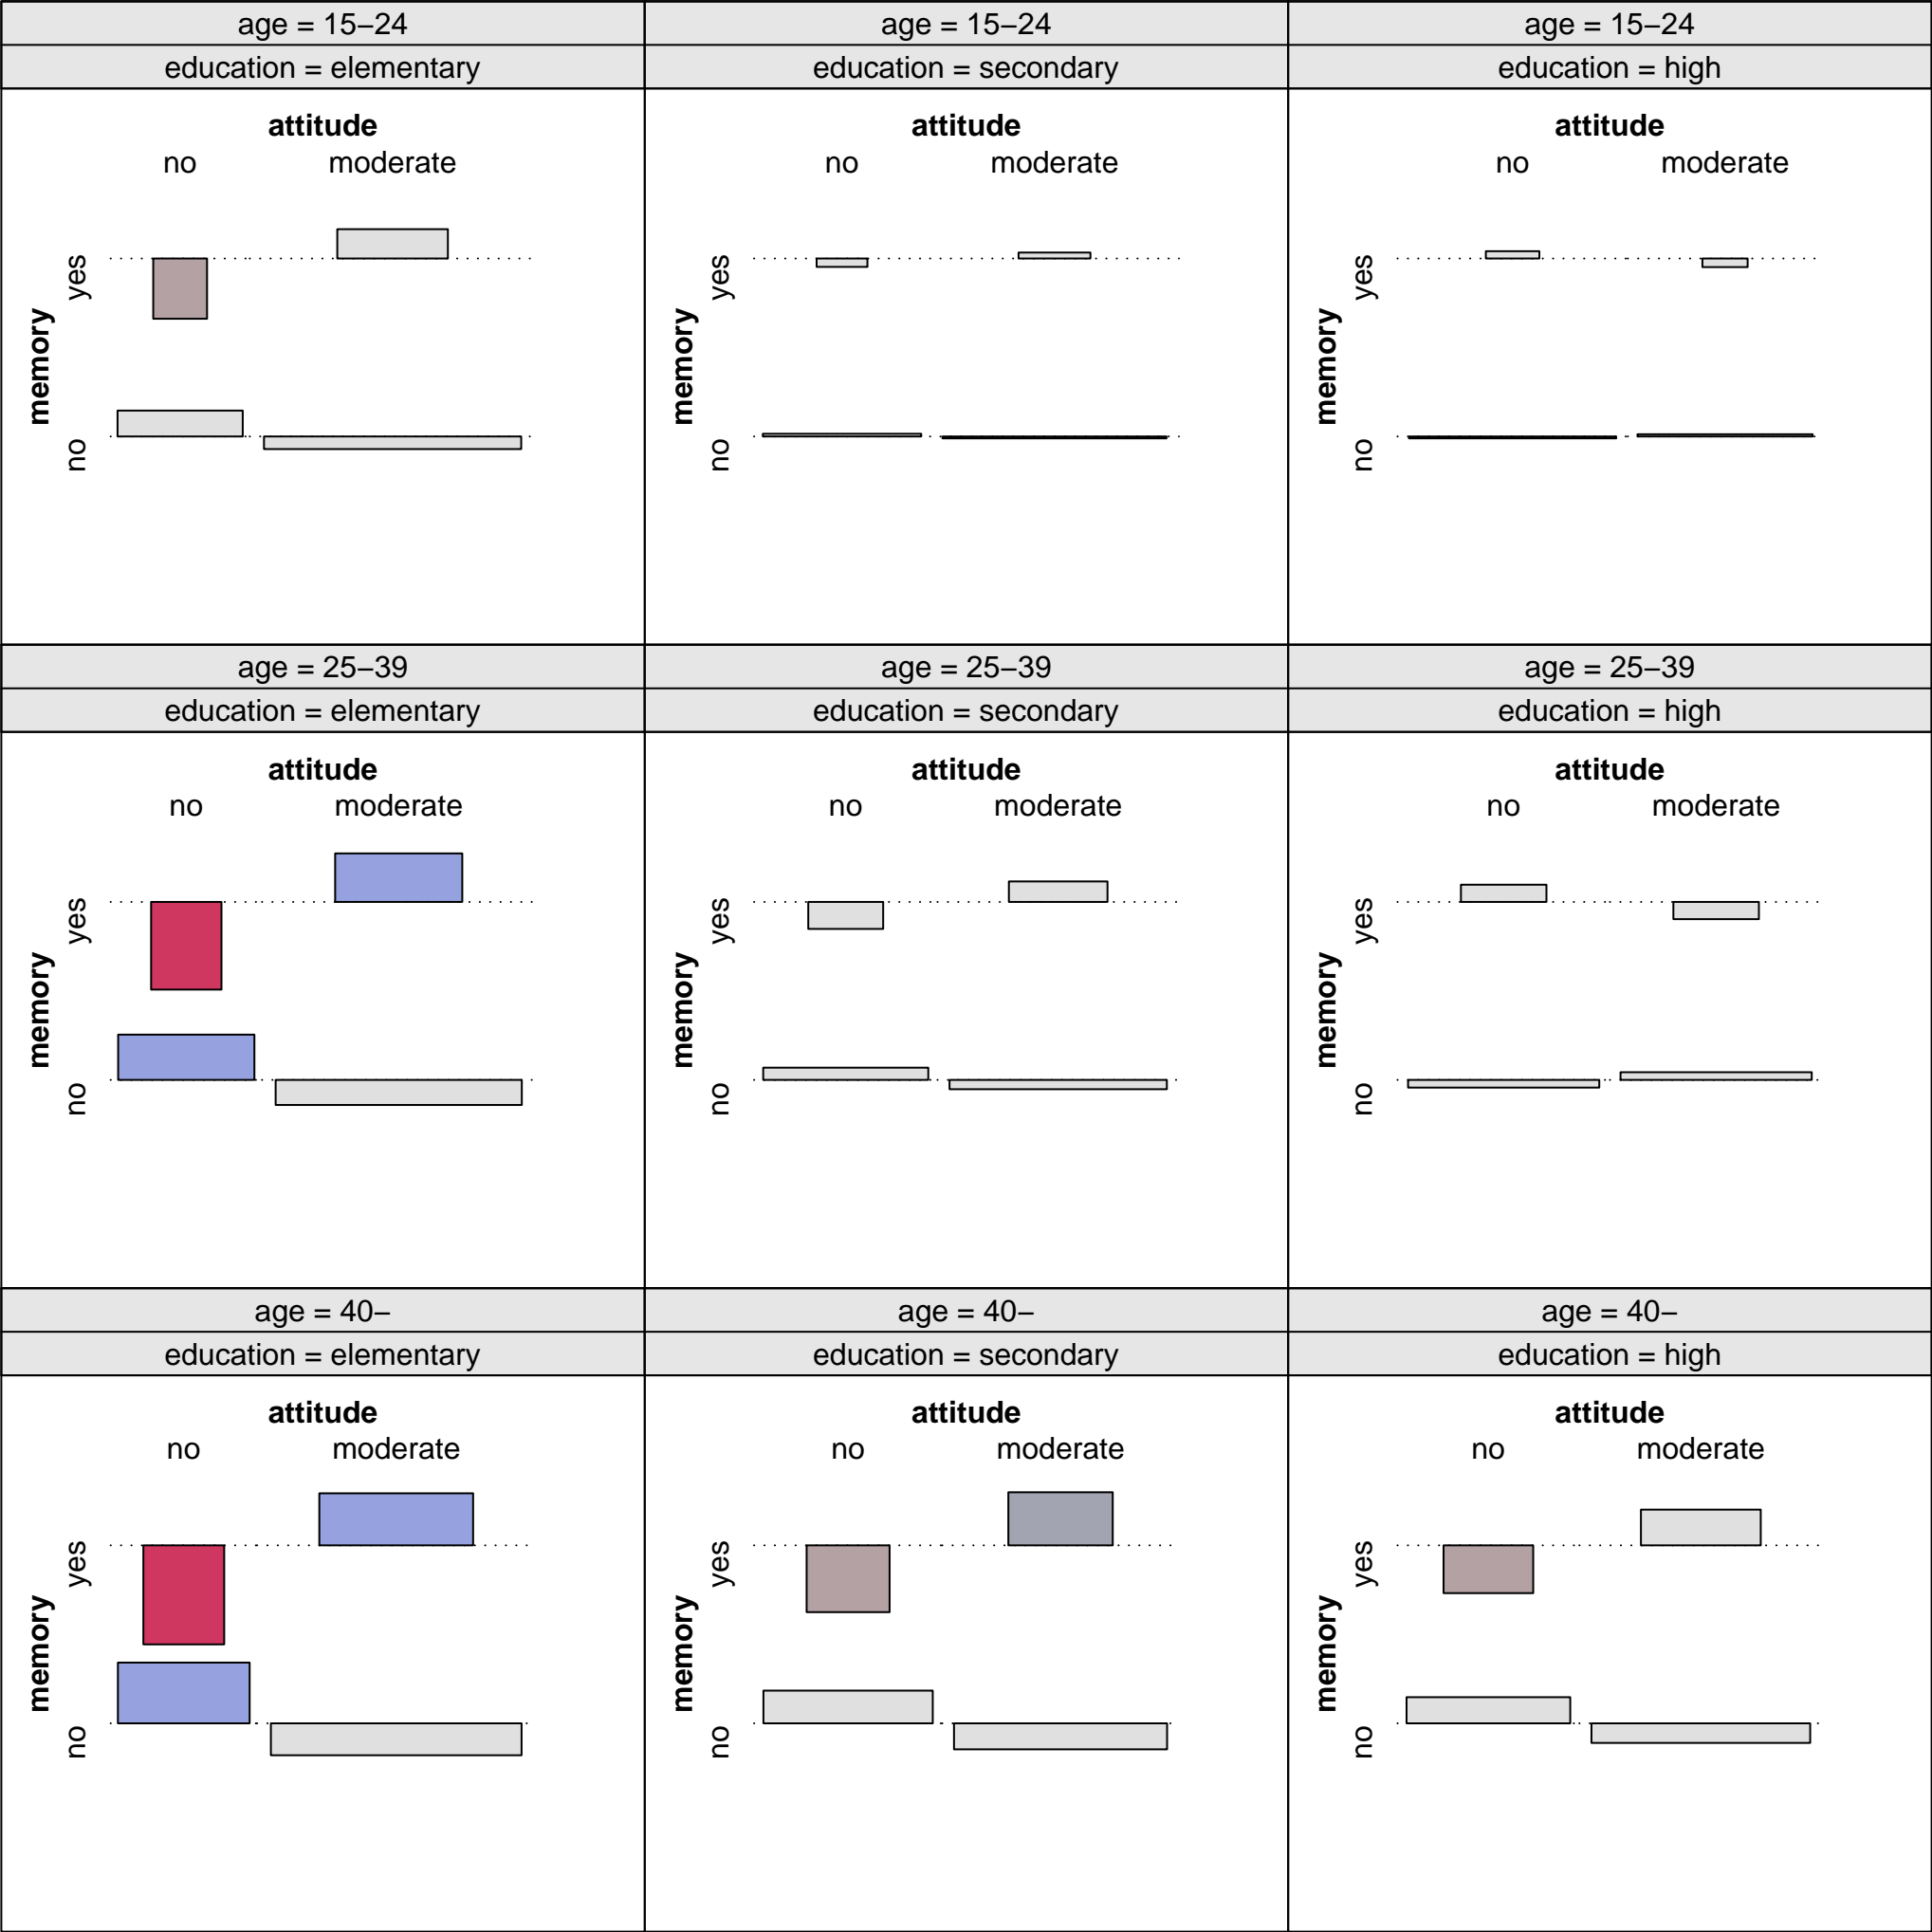 age = 15–24
education = elementary
attitude
no moderate
memory
yes
no
age = 15–24
education = secondary
attitude
no moderate
memory
yes
no
age = 15–24
education = high
attitude
no moderate
memory
yes
no
age = 25–39
education = elementary
attitude
no moderate
memory
yes
no
age = 25–39
education = secondary
attitude
no moderate
memory
yes
no
age = 25–39
education = high
attitude
no moderate
memory
yes
no
age = 40–
education = elementary
attitude
no moderate
memory
yes
no
age = 40–
education = secondary
attitude
no moderate
memory
yes
no
age = 40–
education = high
attitude
no moderate
memory
yes
no